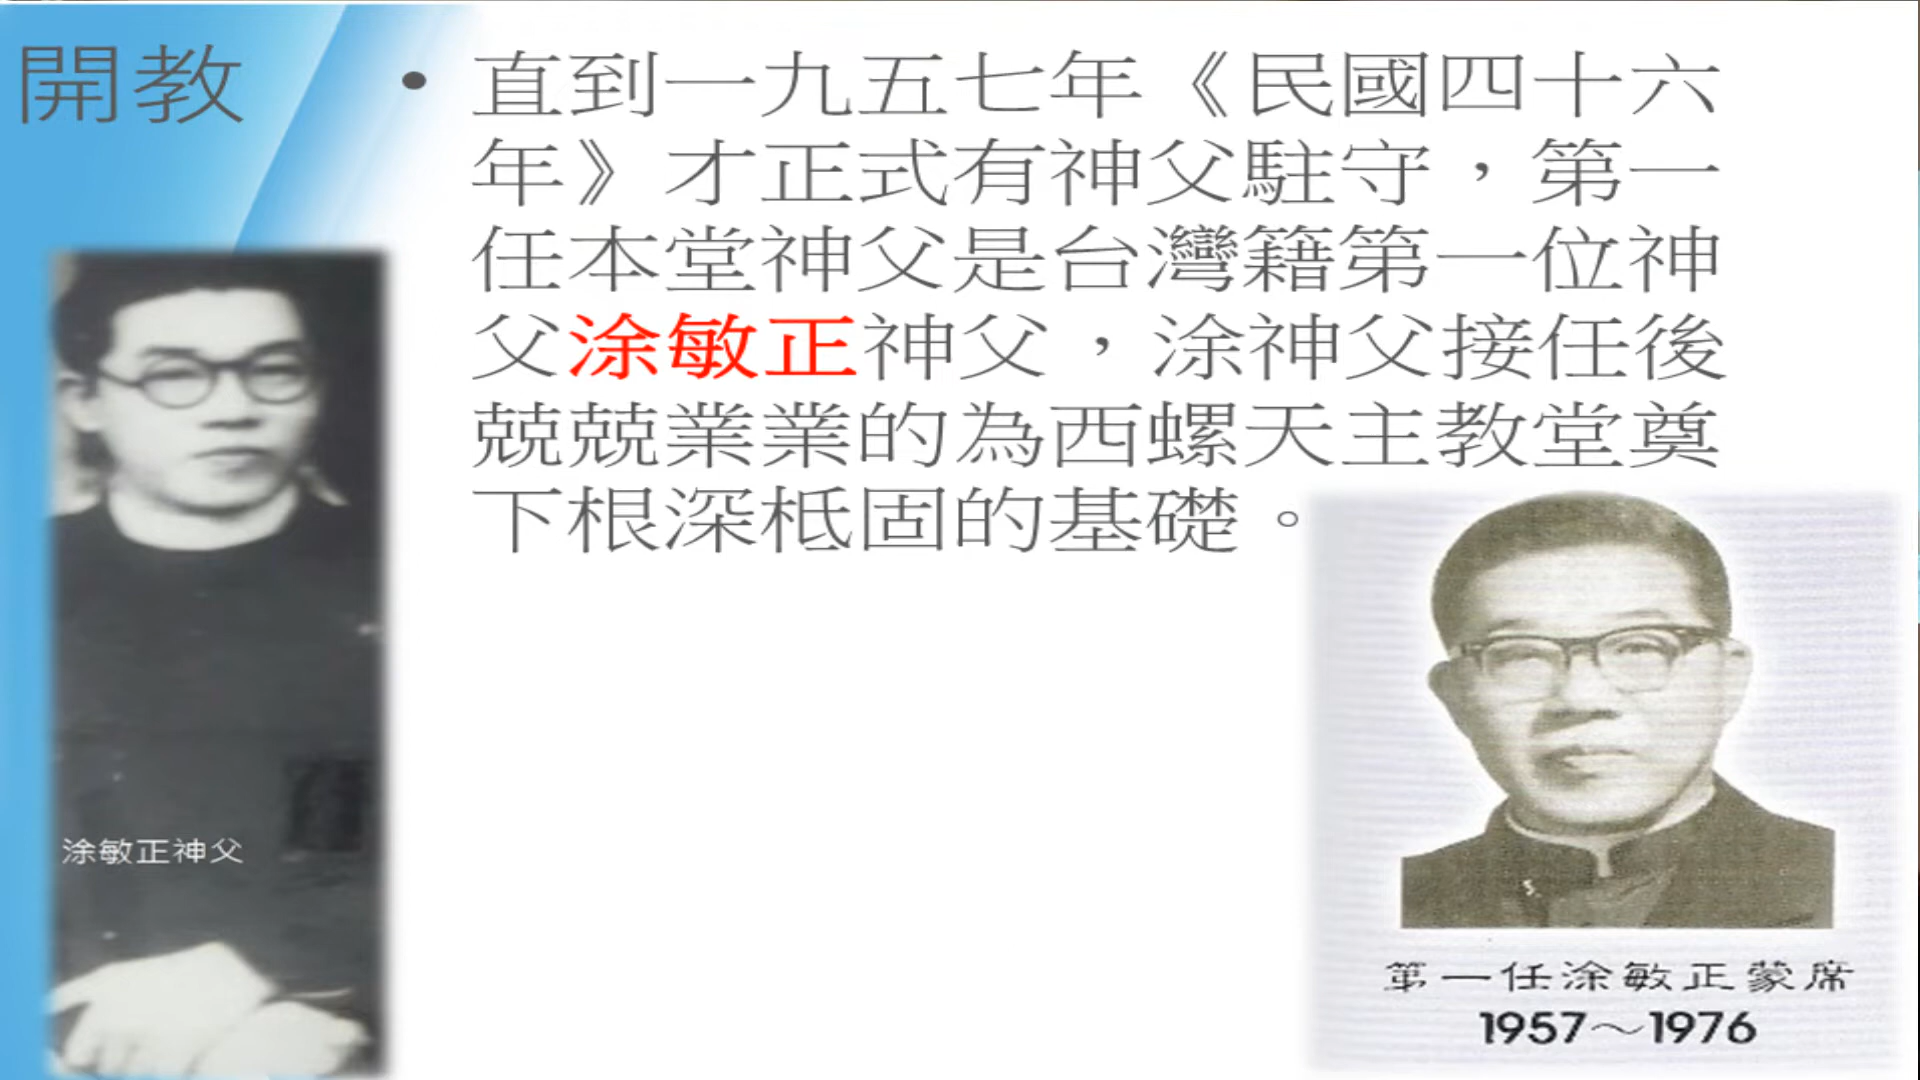 開教
• 直到一九五七年《民國四十六
年》才正式有神父駐守，第一
任本堂神父是台灣籍第一位神
父涂敏正神父，涂神父接任後
兢兢業業的為西螺天主教堂奠
下根深柢固的基礎。
涂敏正神父
第一任涂敏正蒙席
1957～1976